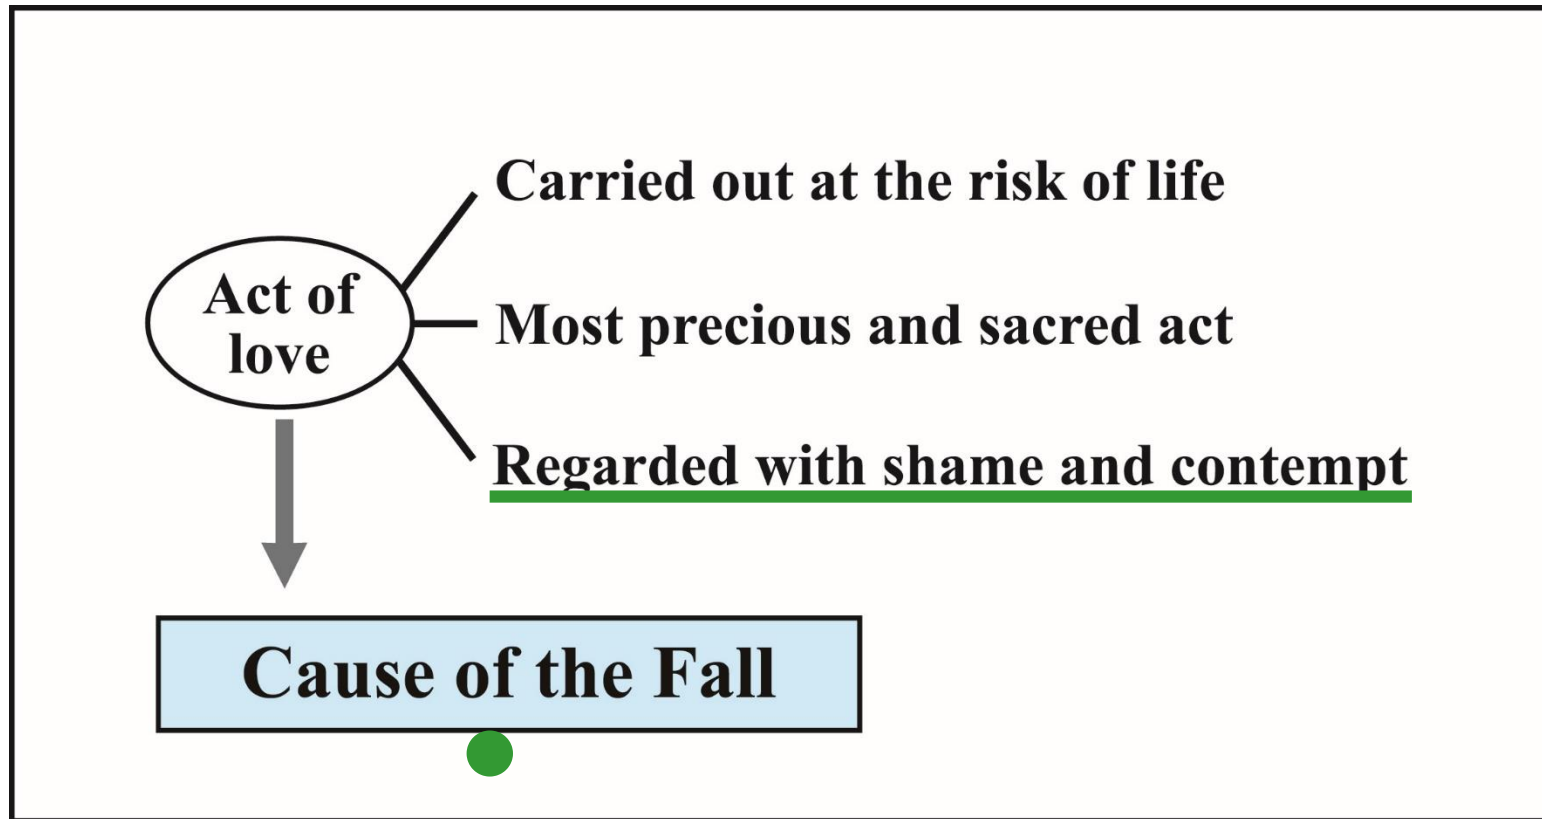 Carried out at the risk of life
Act of
love
Most precious and sacred act
Regarded with shame and contempt
Cause of the Fall